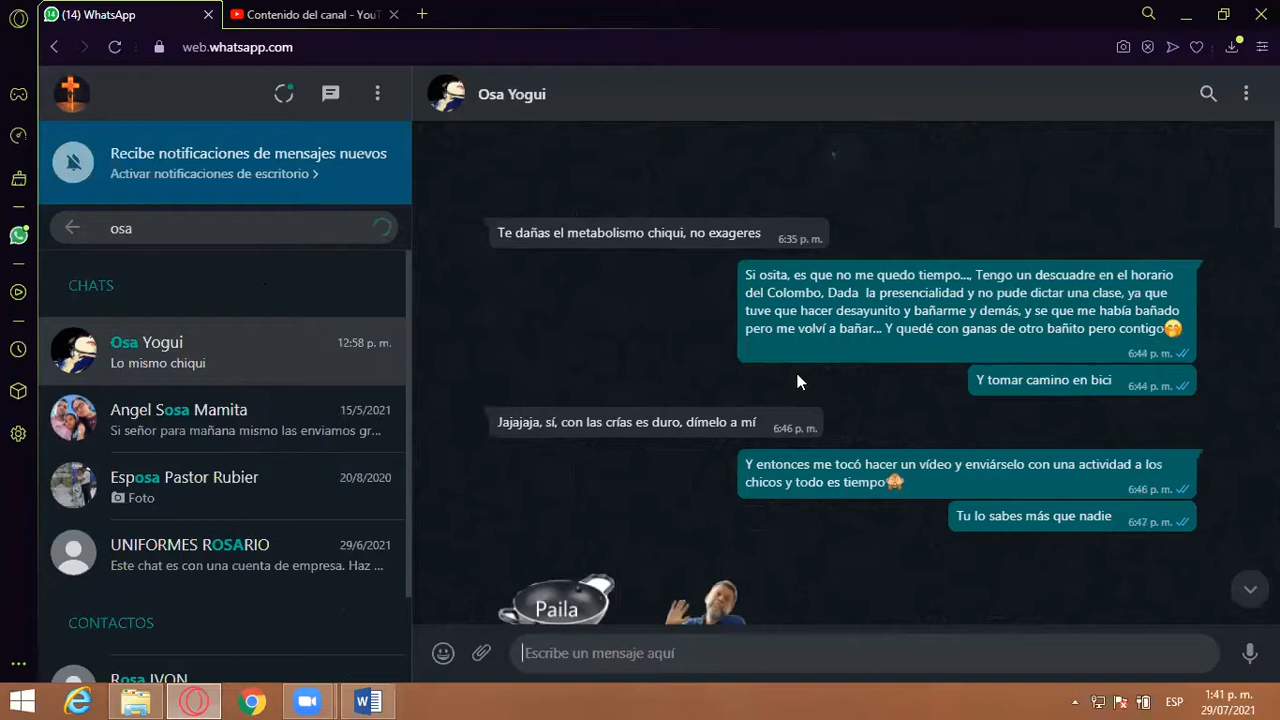 (14) WhatsApp
Contenido del canal - YouT
web.whatsapp.com
Osa Yogui
Recibe notificaciones de mensajes nuevos
Activar notificaciones de escritorio >
osa
CHATS
Osa Yogui
12:58 p. m.
Lo mismo chiqui
Angel Sosa Mamita
15/5/2021
Si señor para mañana mismo las enviamos gr...
Esposa Pastor Rubier
20/8/2020
Foto
UNIFORMES ROSARIO
29/6/2021
Este chat es con una cuenta de empresa. Haz ...
CONTACTOS
Rosa IVON
Te dañas el metabolismo chiqui, no exageres
6:35 p. m.
Si osita, es que no me quedo tiempo..., Tengo un descuadre en el horario
del Colombo, Dada la presencialidad y no pude dictar una clase, ya que
tuve que hacer desayunito y bañarme y demás, y se que me había bañado
pero me volví a bañar... Y quedé con ganas de otro bañito pero contigo🤭
6:44 p. m.
Y tomar camino en bici
6:44 p. m.
Jajajaja, sí, con las crías es duro, dímelo a mí
6:46 p. m.
Y entonces me tocó hacer un vídeo y enviárselo con una actividad a los
chicos y todo es tiempo🙈
6:46 p. m.
Tu lo sabes más que nadie
6:47 p. m.
Paila
Escribe un mensaje aquí
ESP
1:41 p. m.
29/07/2021